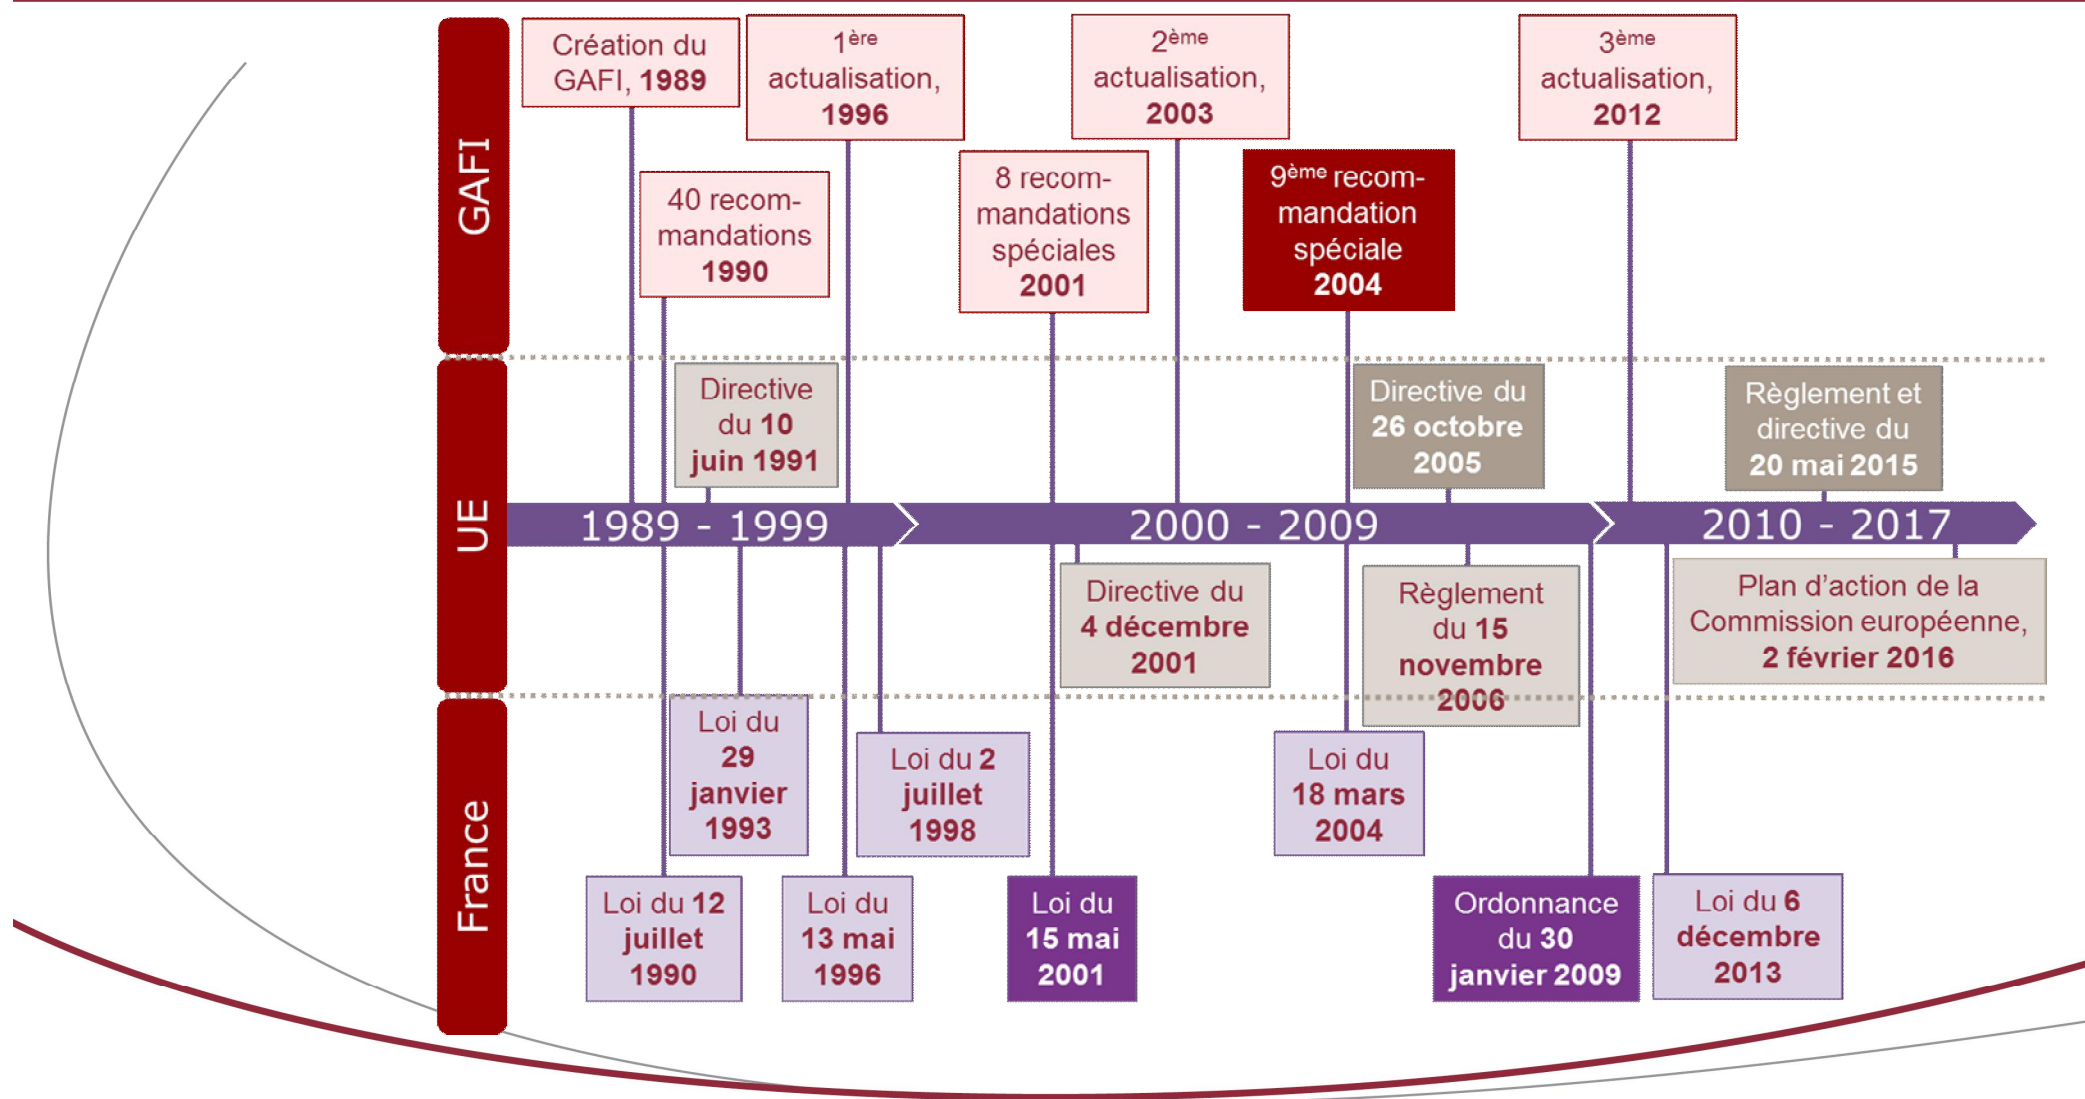 GAFI
Création du
GAFI, 1989
1ère
actualisation,
1996
2ème
actualisation,
2003
3ème
actualisation,
2012
40 recom-
mandations
1990
8 recom-
mandations
spéciales
2001
9ème recom-
mandation
spéciale
2004
UE
Directive
du 10
juin 1991
Directive du
26 octobre
2005
Règlement et
directive du
20 mai 2015
1989 - 1999
2000 - 2009
2010 - 2017
Directive du
4 décembre
2001
Règlement
du 15
novembre
2006
Plan d'action de la
Commission européenne,
2 février 2016
France
Loi du
29
janvier
1993
Loi du 2
juillet
1998
Loi du
18 mars
2004
Loi du 12
juillet
1990
Loi du
13 mai
1996
Loi du
15 mai
2001
Ordonnance
du 30
janvier 2009
Loi du 6
décembre
2013